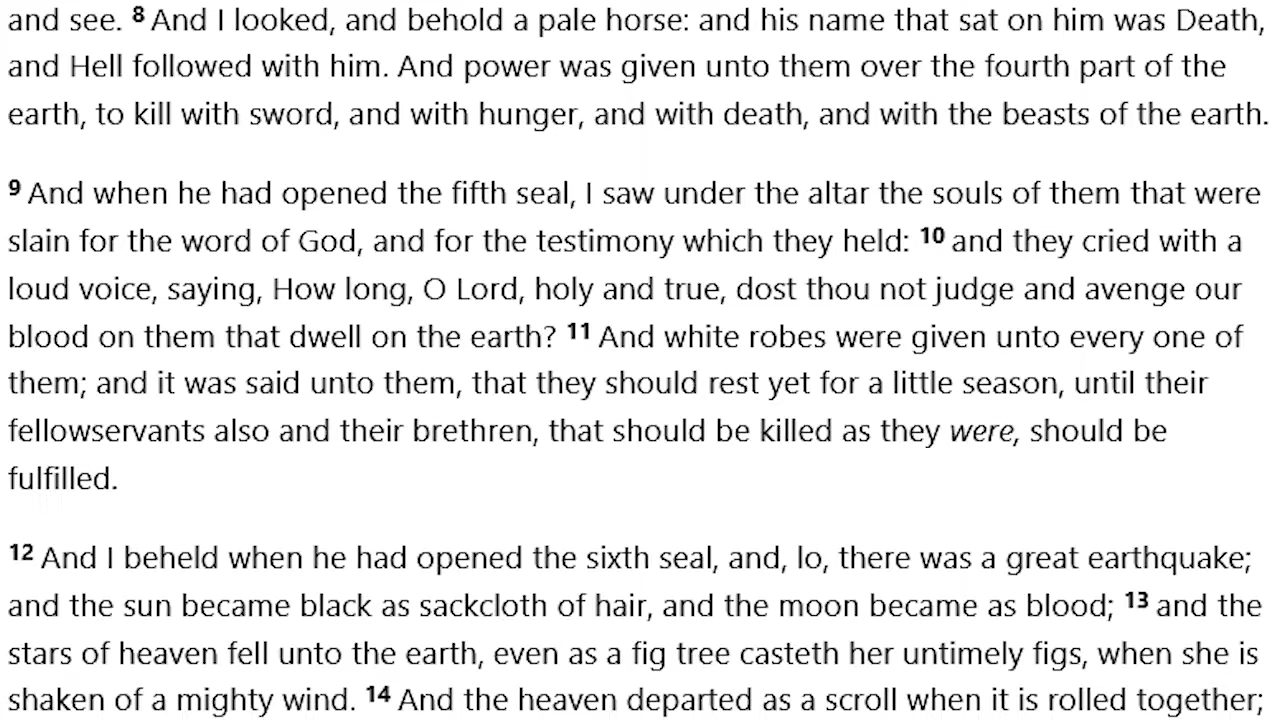 and see. 8 And I looked, and behold a pale horse: and his name that sat on him was Death,
and Hell followed with him. And power was given unto them over the fourth part of the
earth, to kill with sword, and with hunger, and with death, and with the beasts of the earth.
9 And when he had opened the fifth seal, I saw under the altar the souls of them that were
slain for the word of God, and for the testimony which they held: 10 and they cried with a
loud voice, saying, How long, O Lord, holy and true, dost thou not judge and avenge our
blood on them that dwell on the earth? 11 And white robes were given unto every one of
them; and it was said unto them, that they should rest yet for a little season, until their
fellowservants also and their brethren, that should be killed as they were, should be
fulfilled.
12 And I beheld when he had opened the sixth seal, and, lo, there was a great earthquake;
and the sun became black as sackcloth of hair, and the moon became as blood; 13 and the
stars of heaven fell unto the earth, even as a fig tree casteth her untimely figs, when she is
shaken of a mighty wind. 14 And the heaven departed as a scroll when it is rolled together;